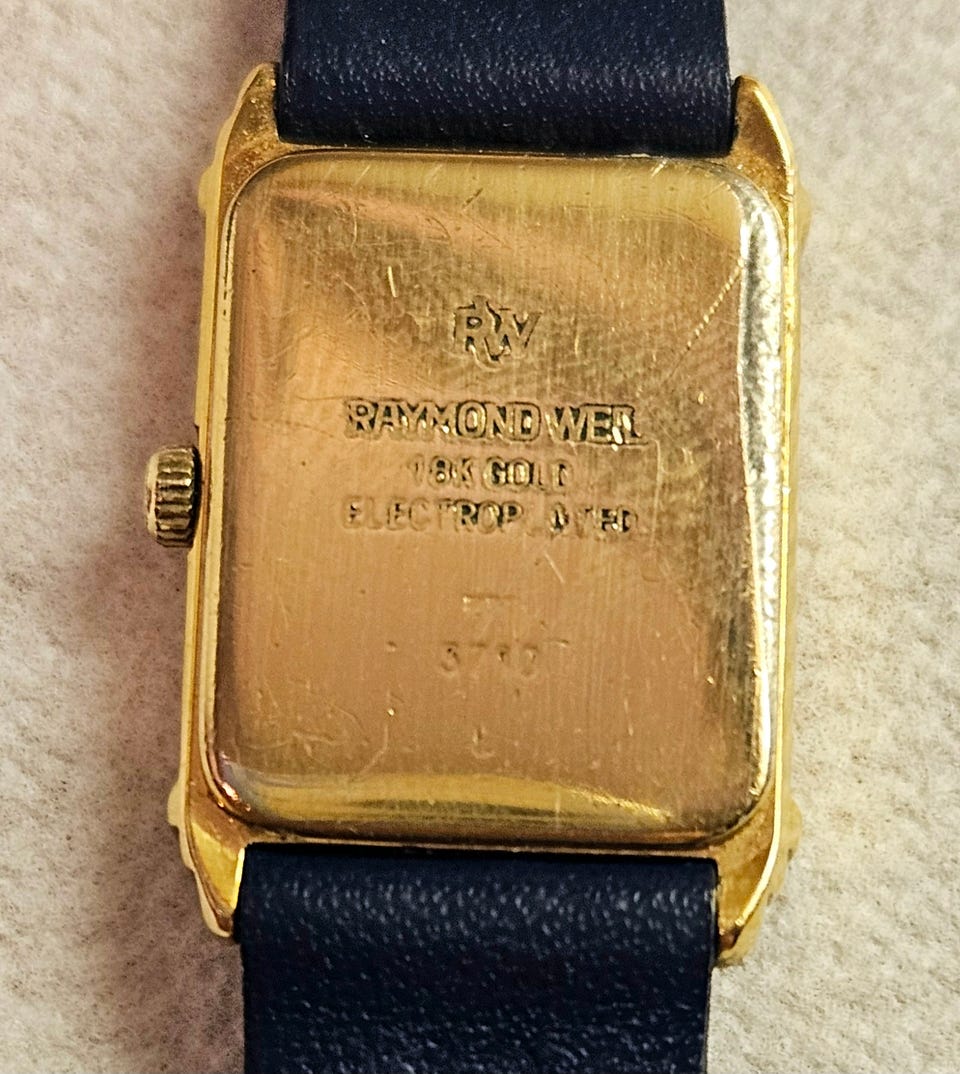 RW
RAYMOND WEIL
18K GOLD
ELECTROPLATED